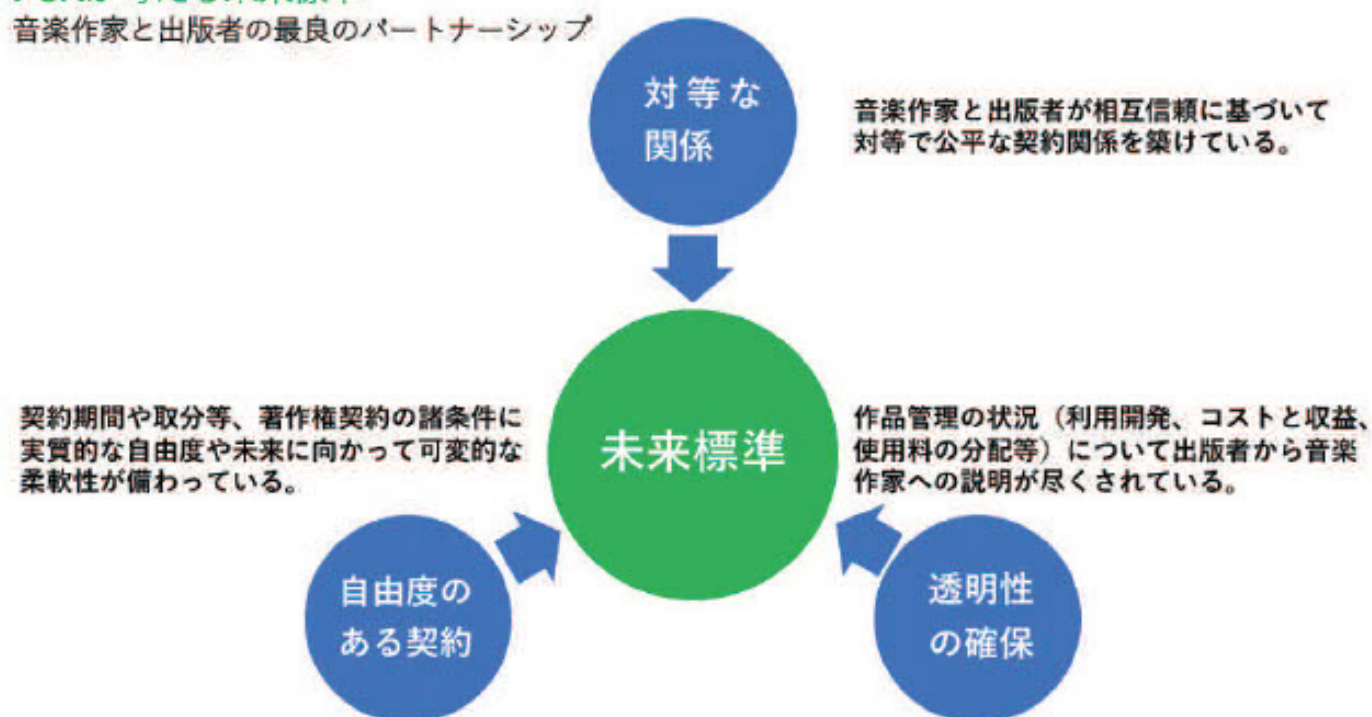 音楽作家と出版者の最良のパートナーシップ
対等な
関係
音楽作家と出版者が相互信頼に基づいて
対等で公平な契約関係を築けている。
契約期間や取分等、著作権契約の諸条件に
実質的な自由度や未来に向かって可変的な
柔軟性が備わっている。
未来標準
作品管理の状況（利用開発、コストと収益、
使用料の分配等）について出版者から音楽
作家への説明が尽くされている。
自由度の
ある契約
透明性
の確保